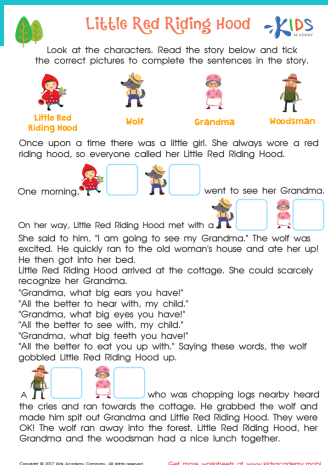 Little Red Riding Hood
KIDS
ACADEMY
Look at the characters. Read the story below and tick
the correct pictures to complete the sentences in the story.
Little Red
Riding Hood
Wolf
Grandma
Woodsman
Once upon a time there was a little girl. She always wore a red
riding hood, so everyone called her Little Red Riding Hood.
One morning, went to see her Grandma.
On her way, Little Red Riding Hood met with a
She said to him, "I am going to see my Grandma." The wolf was
excited. He quickly ran to the old woman's house and ate her up!
He then got into her bed.
Little Red Riding Hood arrived at the cottage. She could scarcely
recognize her Grandma.
"Grandma, what big ears you have!"
"All the better to hear with, my child."
"Grandma, what big eyes you have!"
"All the better to see with, my child."
"Grandma, what big teeth you have!"
"All the better to eat you up with." Saying these words, the wolf
gobbled Little Red Riding Hood up.
A who was chopping logs nearby heard
the cries and ran towards the cottage. He grabbed the wolf and
made him spit out Grandma and Little Red Riding Hood. They were
OK! The wolf ran away into the forest. Little Red Riding Hood, her
Grandma and the woodsman had a nice lunch together.
Copyright © 2017 Kids Academy Company. All rights reserved
Get more worksheets at www.kidsacademy.mobi